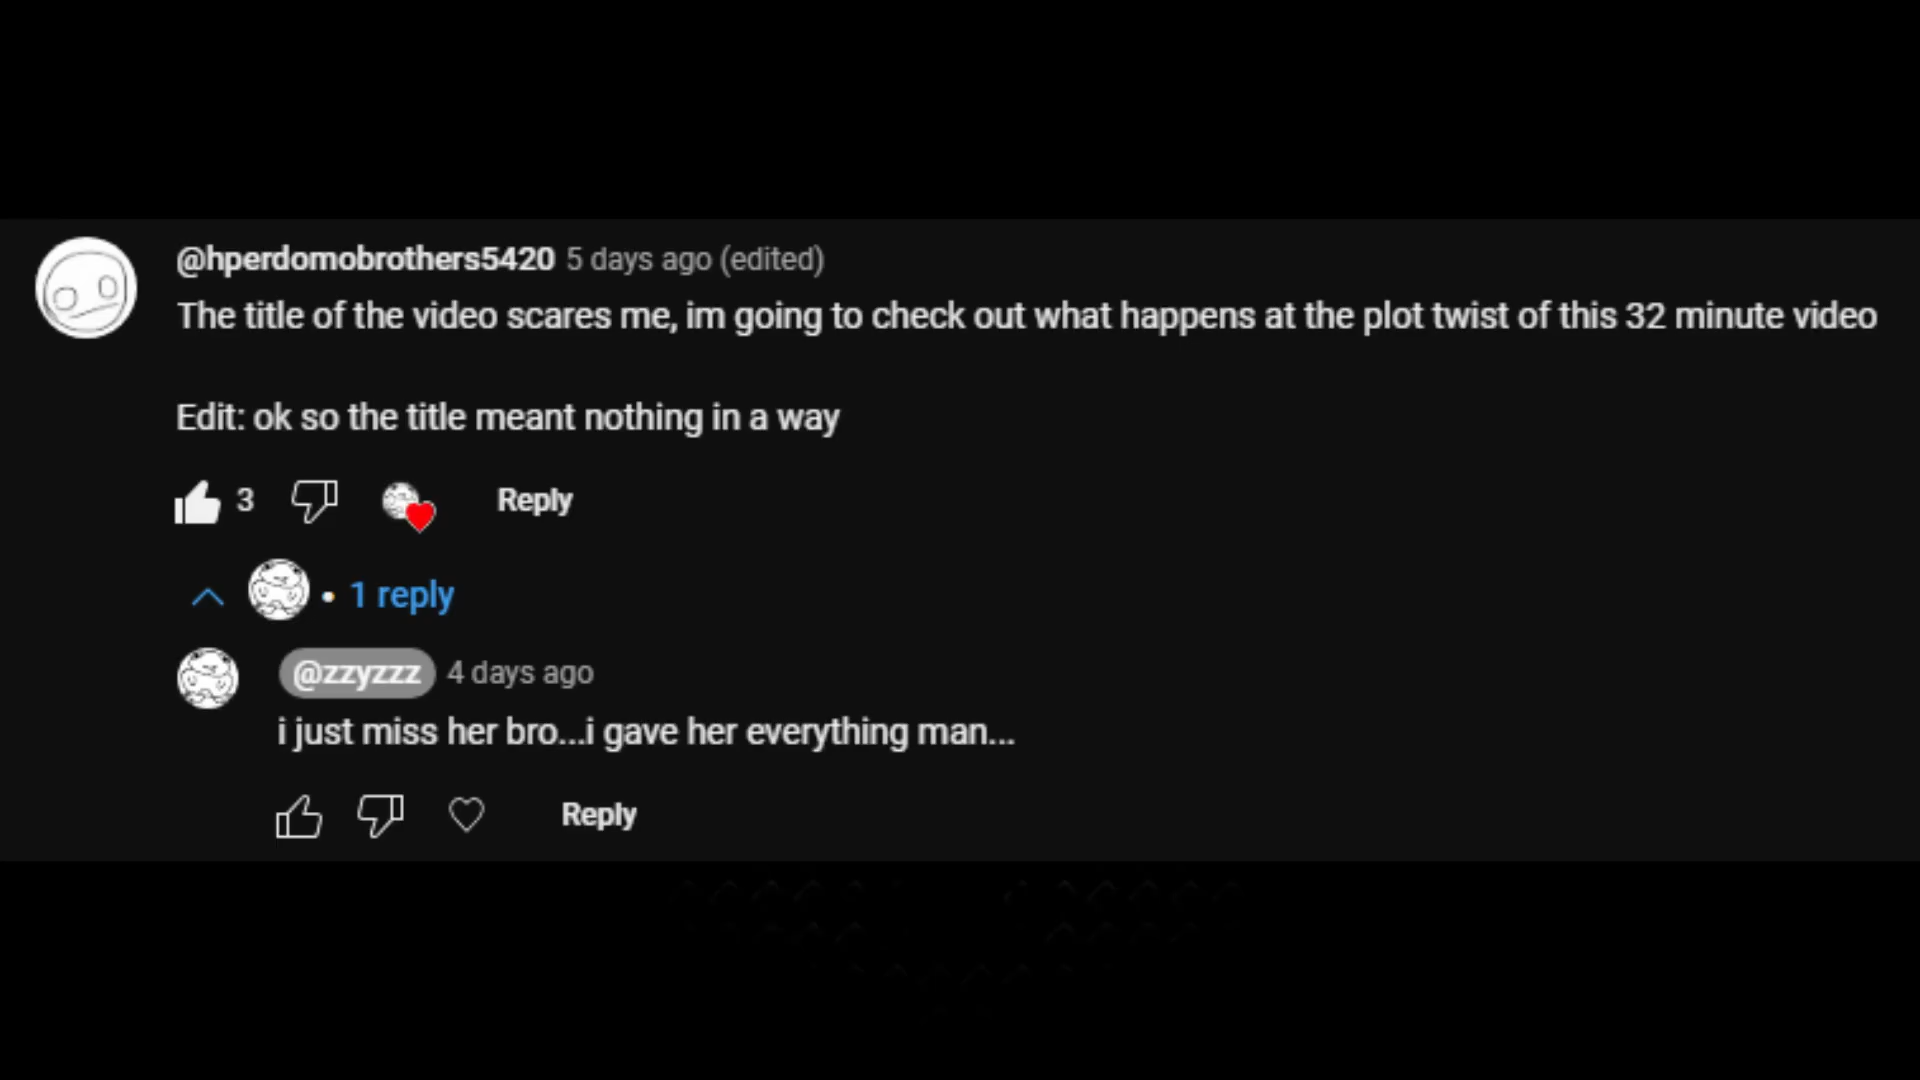 @hperdomobrothers5420 5 days ago (edited)
The title of the video scares me, im going to check out what happens at the plot twist of this 32 minute video
Edit: ok so the title meant nothing in a way
3 Reply
1 reply
@zzyzzz 4 days ago
i just miss her bro...i gave her everything man...
Reply